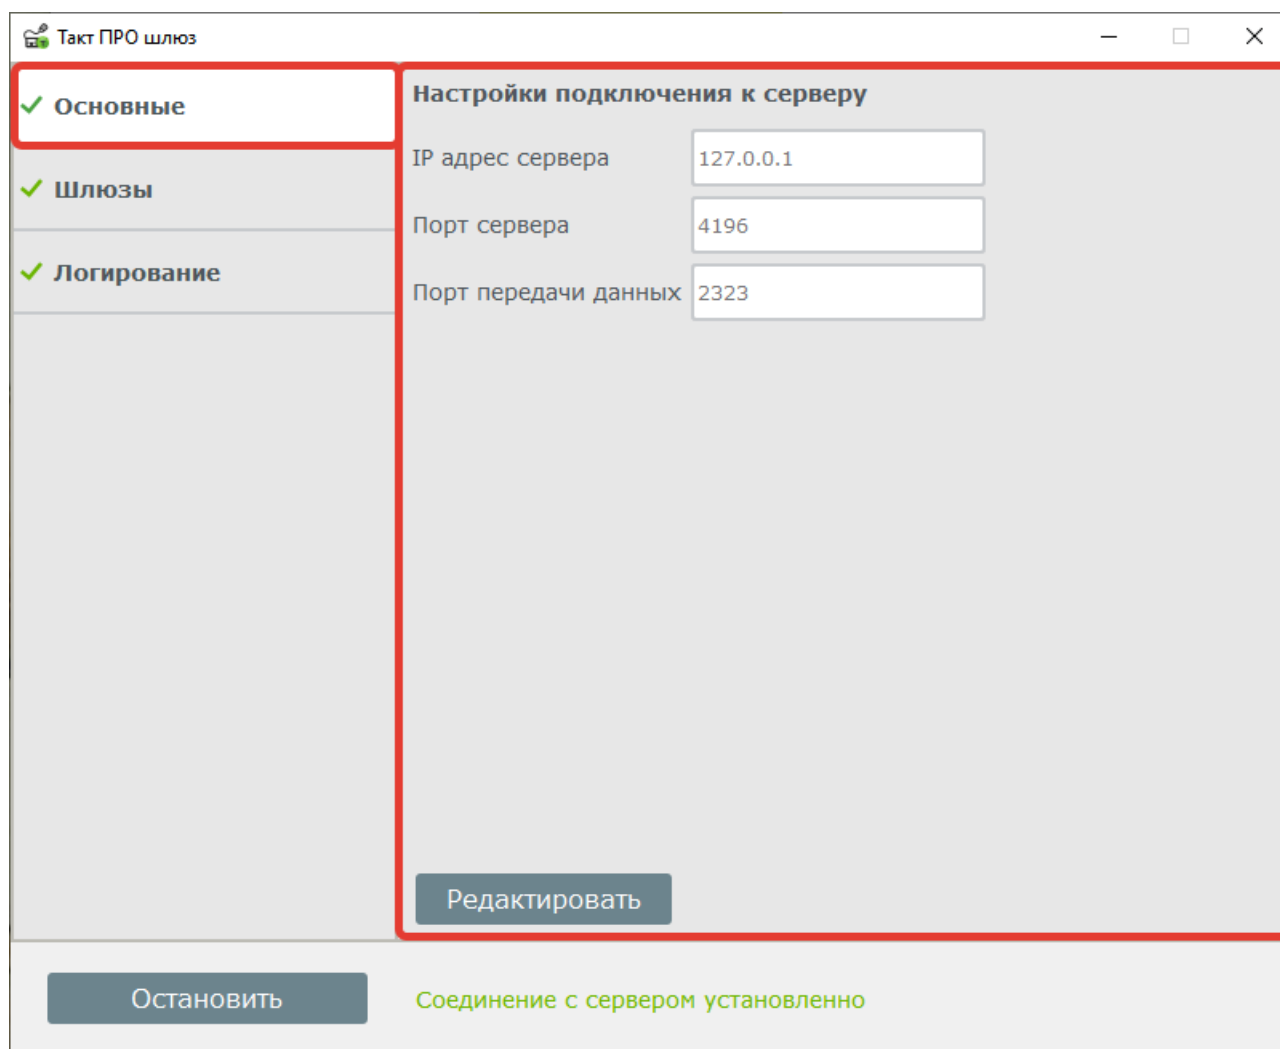 Такт ПРО шлюз
Основные
Шлюзы
Логирование
Настройки подключения к серверу
IP адрес сервера 127.0.0.1
Порт сервера 4196
Порт передачи данных 2323
Редактировать
Остановить
Соединение с сервером установленно